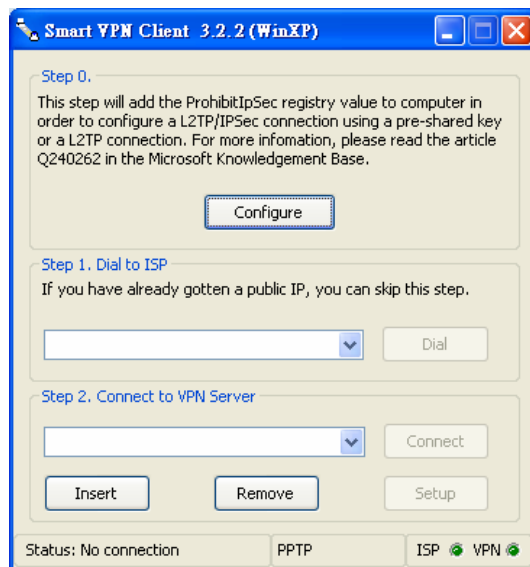 Smart VPN Client 3.2.2 (WinXP)
Step 0.
This step will add the ProhibitIpSec registry value to computer in
order to configure a L2TP/IPSec connection using a pre-shared key
or a L2TP connection. For more infomation, please read the article
Q240262 in the Microsoft Knowledgement Base.
Configure
Step 1. Dial to ISP
If you have already gotten a public IP, you can skip this step.
Dial
Step 2. Connect to VPN Server
Connect
Insert Remove Setup
Status: No connection PPTP ISP VPN